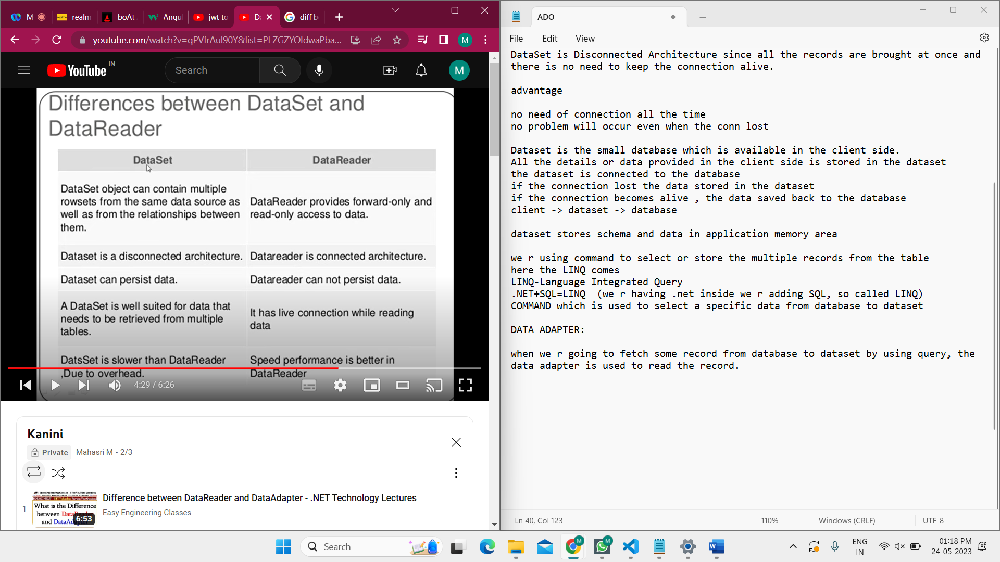 M
realm
boAt
Angu
jwt to
Da
diff b
youtube.com/watch?v=qPVfrAul90Y&list=PLZGZYOldwaPba...
M
YouTube IN
Search
M
Differences between DataSet and
DataReader
DataSet
DataReader
DataSet object can contain multiple
rowsets from the same data source as
well as from the relationships between
them.
DataReader provides forward-only and
read-only access to data.
Dataset is a disconnected architecture.
Datareader is connected architecture.
Dataset can persist data.
Datareader can not persist data.
A DataSet is well suited for data that
needs to be retrieved from multiple
tables.
It has live connection while reading
data
DatsSet is slower than DataReader
,Due to overhead.
Speed performance is better in
DataReader
4:29 / 6:26
Kanini
Private
Mahasri M - 2/3
1
What is the Difference
between DataReader
and DataAda
6:53
Difference between DataReader and DataAdapter - .NET Technology Lectures
Easy Engineering Classes
ADO
File
Edit
View
DataSet is Disconnected Architecture since all the records are brought at once and
there is no need to keep the connection alive.
advantage
no need of connection all the time
no problem will occur even when the conn lost
Dataset is the small database which is available in the client side.
All the details or data provided in the client side is stored in the dataset
the dataset is connected to the database
if the connection lost the data stored in the dataset
if the connection becomes alive , the data saved back to the database
client -> dataset -> database
dataset stores schema and data in application memory area
we r using command to select or store the multiple records from the table
here the LINQ comes
LINQ-Language Integrated Query
.NET+SQL=LINQ  (we r having .net inside we r adding SQL, so called LINQ)
COMMAND which is used to select a specific data from database to dataset
DATA ADAPTER:
when we r going to fetch some record from database to dataset by using query, the
data adapter is used to read the record.
Ln 40, Col 123
110%
Windows (CRLF)
UTF-8
Search
M
M
ENG
IN
01:18 PM
24-05-2023